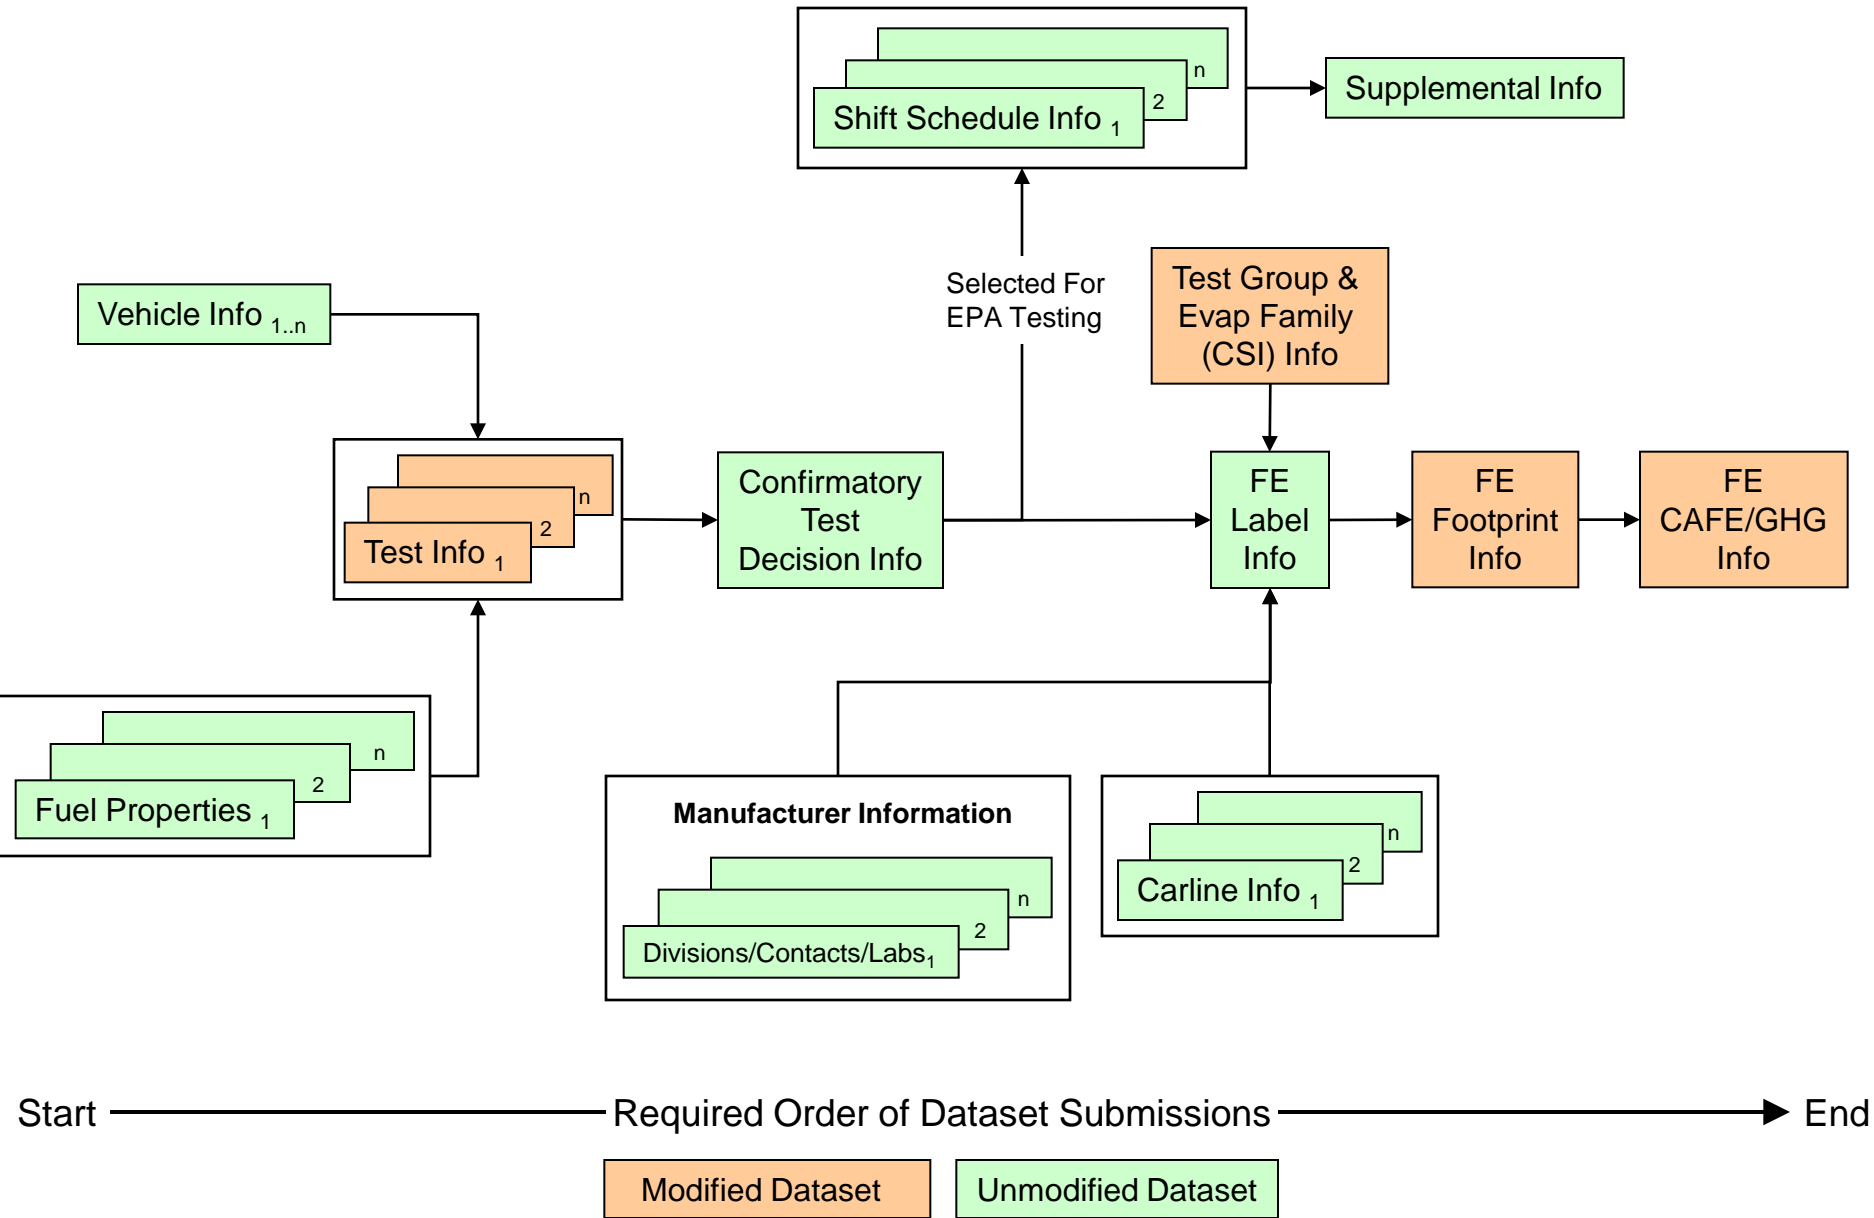 n
2
Shift Schedule Info 1
Supplemental Info
Selected For
EPA Testing
Test Group &
Evap Family
(CSI) Info
Vehicle Info 1..n
n
2
Test Info 1
Confirmatory
Test
Decision Info
FE
Label
Info
FE
Footprint
Info
FE
CAFE/GHG
Info
n
2
Fuel Properties 1
Manufacturer Information
n
2
Divisions/Contacts/Labs1
n
2
Carline Info 1
Start
Required Order of Dataset Submissions
End
Modified Dataset
Unmodified Dataset